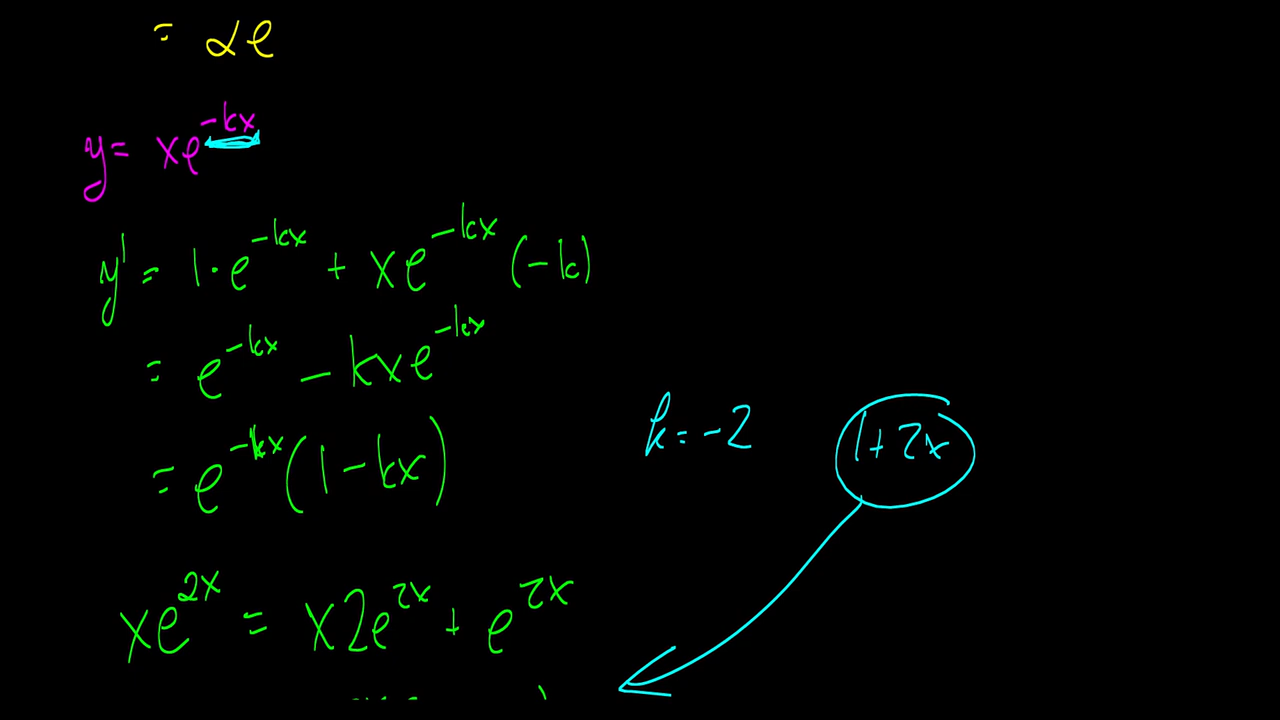 = αe
y = xe^{-kx}
y' = 1·e^{-kx} + xe^{-kx} (-k)
= e^{-kx} - kxe^{-kx}
k = -2
1 + 2x
= e^{-kx} (1 - kx)
xe^{2x} = x2e^{2x} + e^{2x}